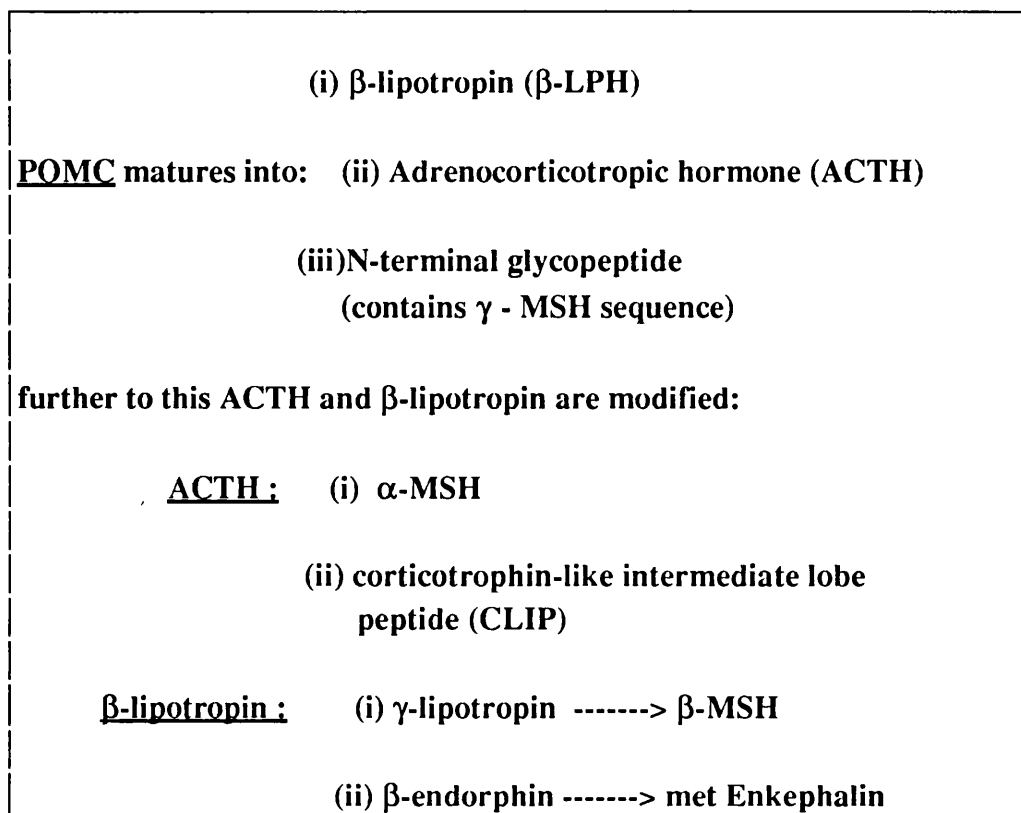 (i) β-lipotropin (β-LPH)
POMC matures into: (ii) Adrenocorticotropic hormone (ACTH)
(iii)N-terminal glycopeptide
(contains γ - MSH sequence)
further to this ACTH and β-lipotropin are modified:
ACTH : (i) α-MSH
(ii) corticotrophin-like intermediate lobe
peptide (CLIP)
β-lipotropin : (i) γ-lipotropin -------> β-MSH
(ii) β-endorphin -------> met Enkephalin